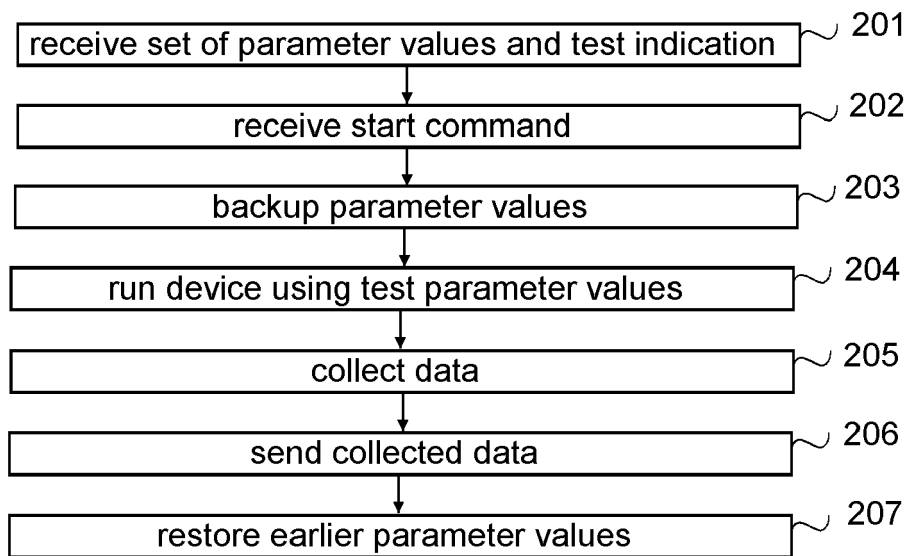 receive set of parameter values and test indication 201
receive start command 202
backup parameter values 203
run device using test parameter values 204
collect data 205
send collected data 206
restore earlier parameter values 207